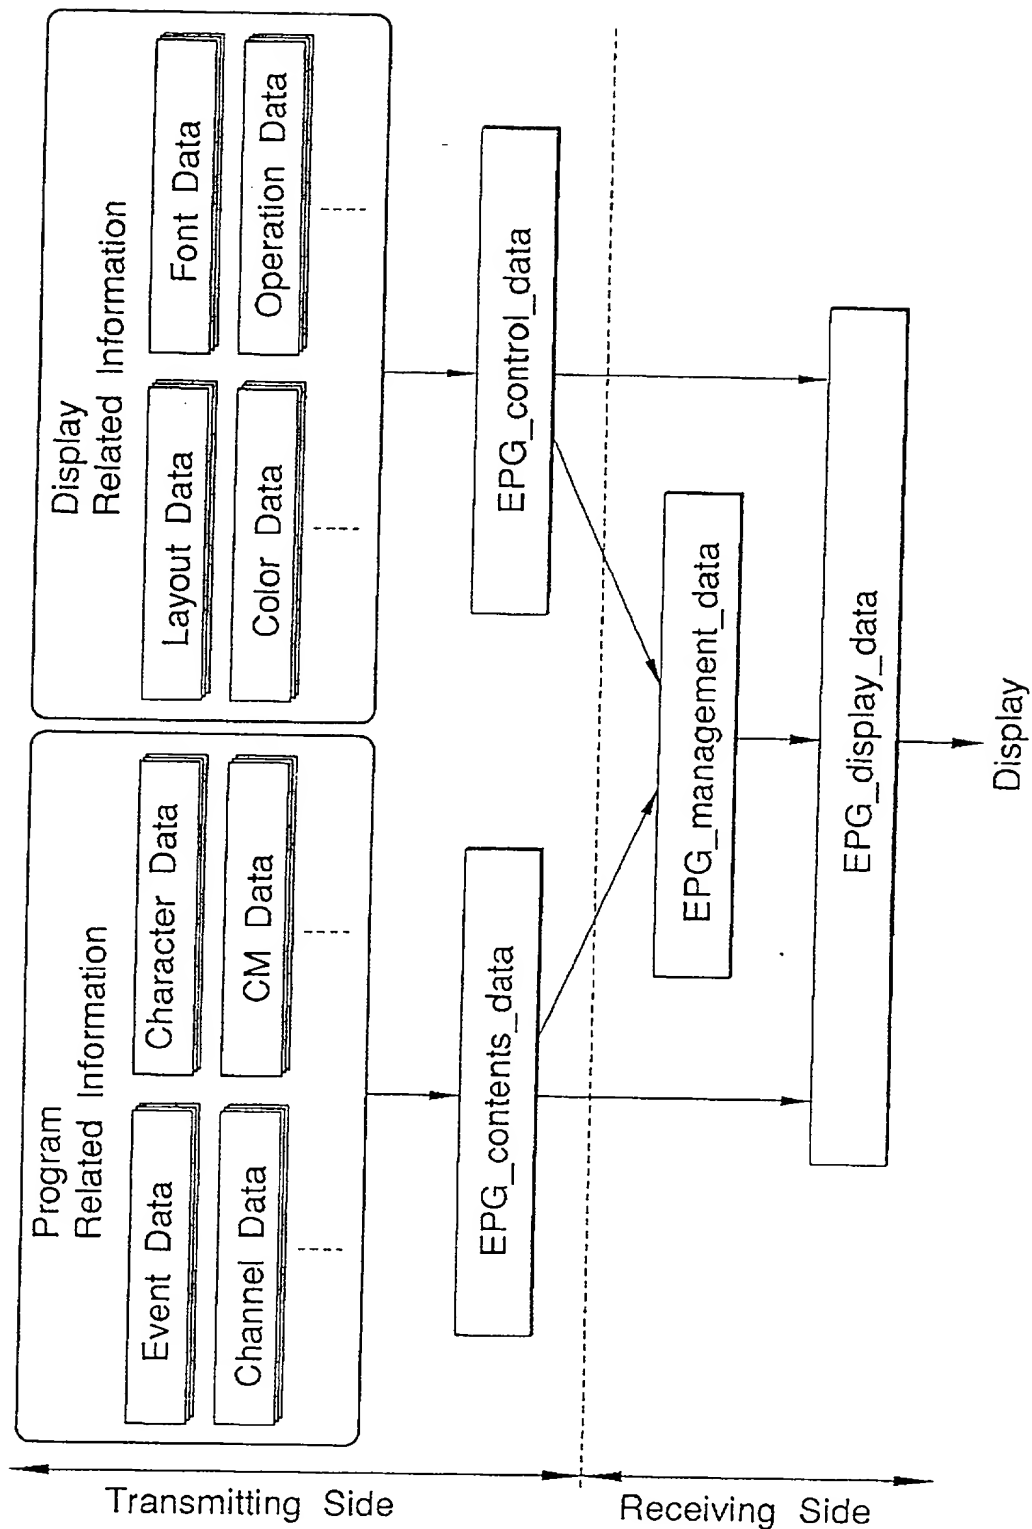 Program
Related Information
Event Data
Character Data
Channel Data
CM Data
Display
Related Information
Layout Data
Font Data
Color Data
Operation Data
EPG_contents_data
EPG_control_data
EPG_management_data
EPG_display_data
Display
Transmitting Side
Receiving Side